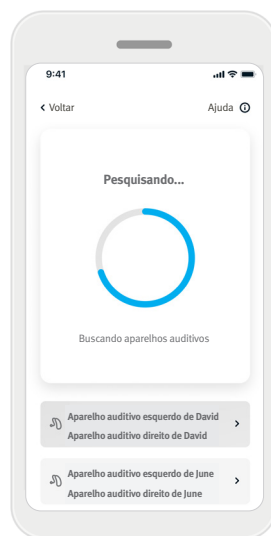 9:41
Voltar
Ajuda
Pesquisando...
Buscando aparelhos auditivos
Aparelho auditivo esquerdo de David
Aparelho auditivo direito de David
Aparelho auditivo esquerdo de June
Aparelho auditivo direito de June